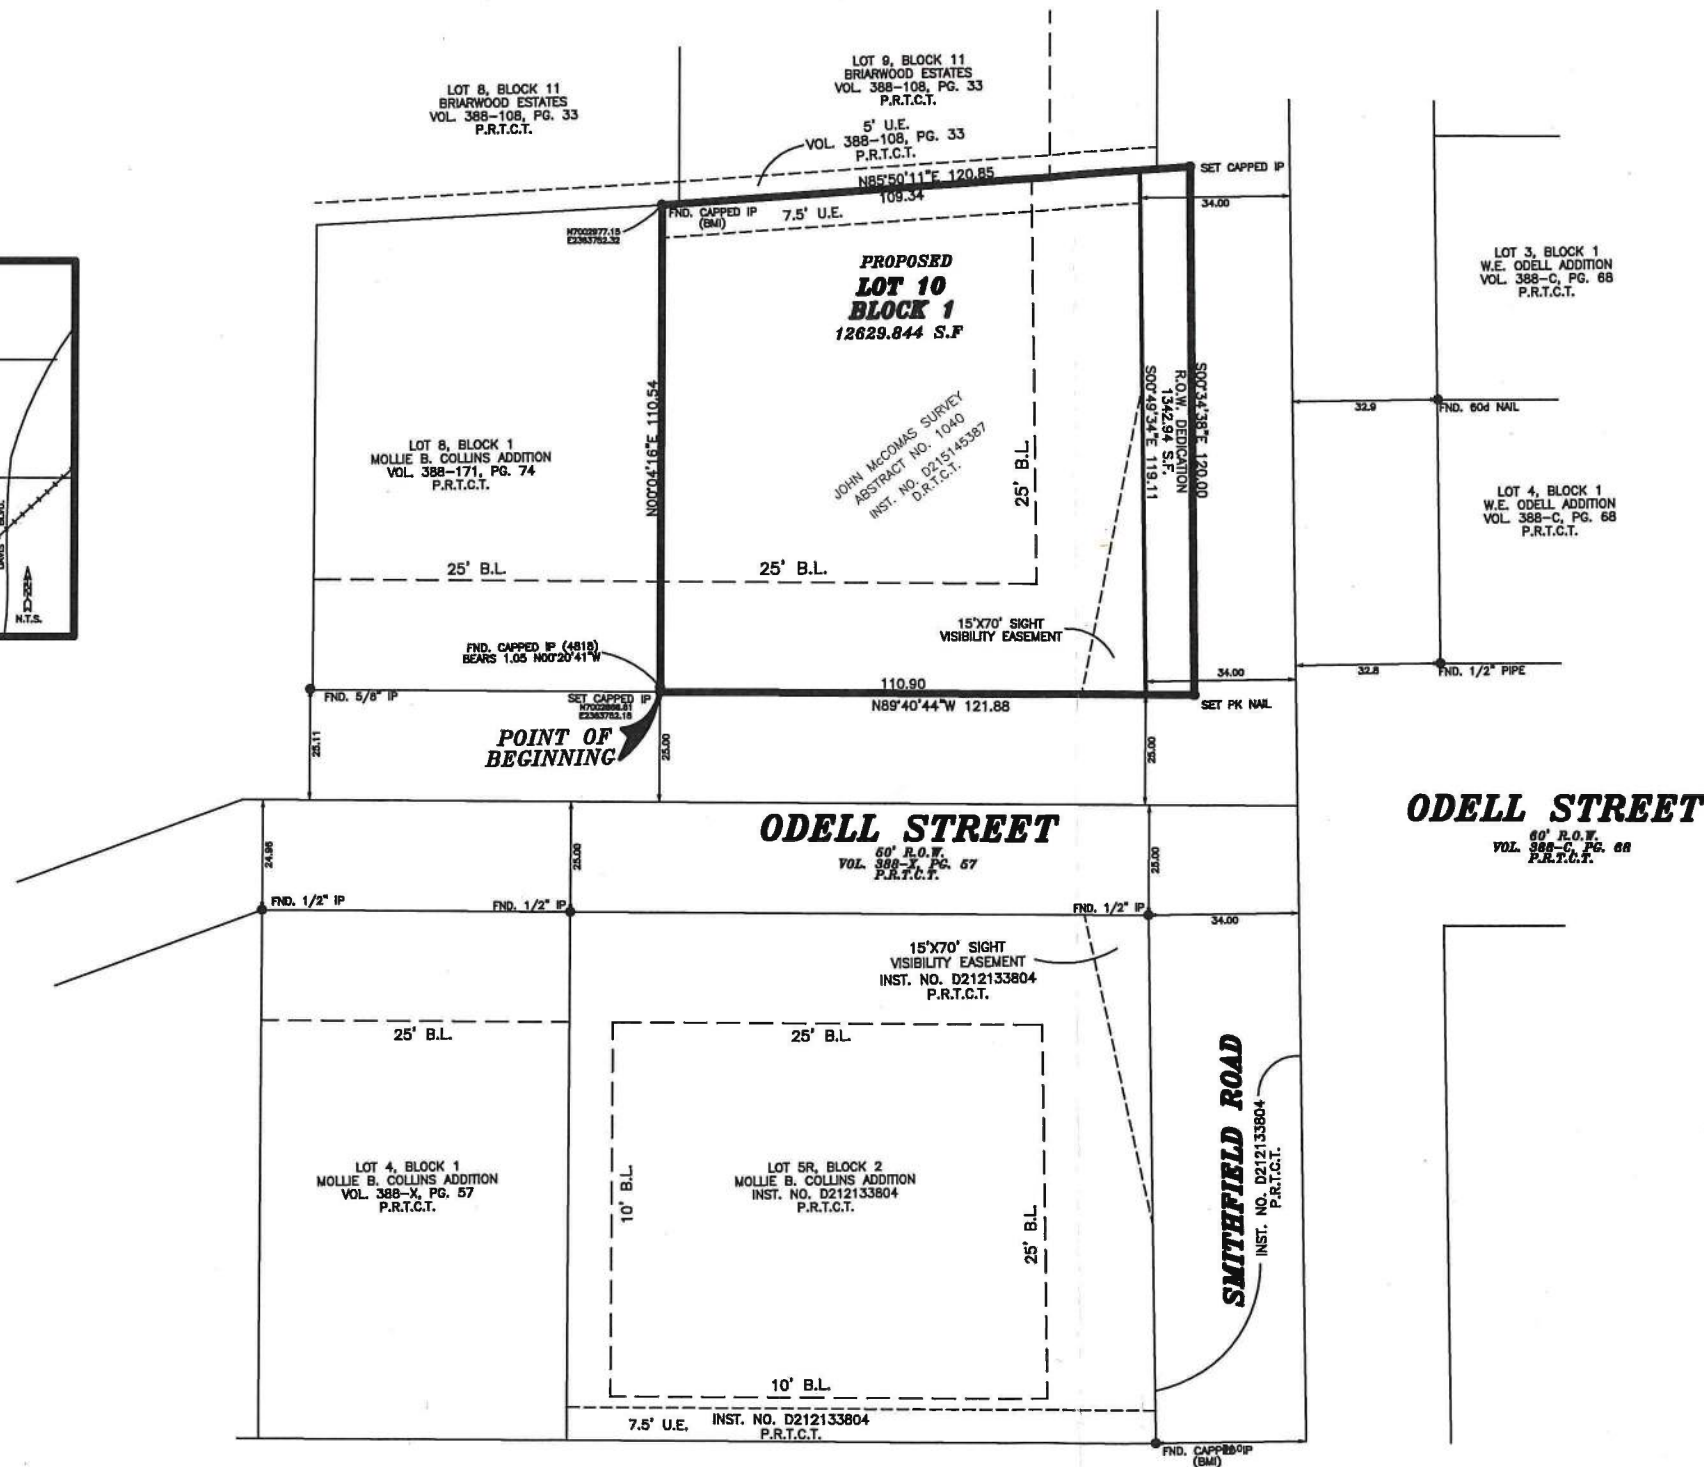 LOT 8, BLOCK 11
BRIARWOOD ESTATES
VOL. 388-108, PG. 33
P.R.T.C.T.
LOT 9, BLOCK 11
BRIARWOOD ESTATES
VOL. 388-108, PG. 33
P.R.T.C.T.
5' U.E.
VOL. 388-108, PG. 33
P.R.T.C.T.
N85°50'11"E 120.85
109.34
SET CAPPED IP
34.00
FND. CAPPED IP
(BMI)
7.5' U.E.
N7002977.15
E2363752.32
PROPOSED
LOT 10
BLOCK 1
12629.844 S.F
LOT 3, BLOCK 1
W.E. ODELL ADDITION
VOL. 388-C, PG. 68
P.R.T.C.T.
N00°04'16"E 110.54
JOHN McCOMAS SURVEY
ABSTRACT NO. 1040
INST. NO. D215145387
D.R.T.C.T.
25' B.L.
S00°34'38"E 120.00
R.O.W. DEDICATION
1342.94 S.F.
S00°49'34"E 119.11
32.9
FND. 60d NAIL
LOT 8, BLOCK 1
MOLLIE B. COLLINS ADDITION
VOL. 388-171, PG. 74
P.R.T.C.T.
LOT 4, BLOCK 1
W.E. ODELL ADDITION
VOL. 388-C, PG. 68
P.R.T.C.T.
25' B.L.
25' B.L.
N.T.S.
15'X70' SIGHT
VISIBILITY EASEMENT
FND. CAPPED IP (4818)
BEARS 1.05 N00°20'41"W
34.00
32.8
FND. 1/2" PIPE
FND. 5/8" IP
SET CAPPED IP
110.90
N89°40'44"W 121.88
SET PK NAIL
POINT OF
BEGINNING
25.11
25.00
25.00
ODELL STREET
VOL. 388-X, PG. 57
P.R.T.C.T.
ODELL STREET
60' R.O.W.
VOL. 388-C, PG. 68
P.R.T.C.T.
24.98
25.00
25.00
FND. 1/2" IP
FND. 1/2" IP
FND. 1/2" IP
34.00
15'X70' SIGHT
VISIBILITY EASEMENT
INST. NO. D212133804
P.R.T.C.T.
25' B.L.
25' B.L.
SMITHFIELD ROAD
INST. NO. D212133804
P.R.T.C.T.
LOT 4, BLOCK 1
MOLLIE B. COLLINS ADDITION
VOL. 388-X, PG. 57
P.R.T.C.T.
10' B.L.
LOT 5R, BLOCK 2
MOLLIE B. COLLINS ADDITION
INST. NO. D212133804
P.R.T.C.T.
25' B.L.
10' B.L.
7.5' U.E.
INST. NO. D212133804
P.R.T.C.T.
FND.
(BMI)